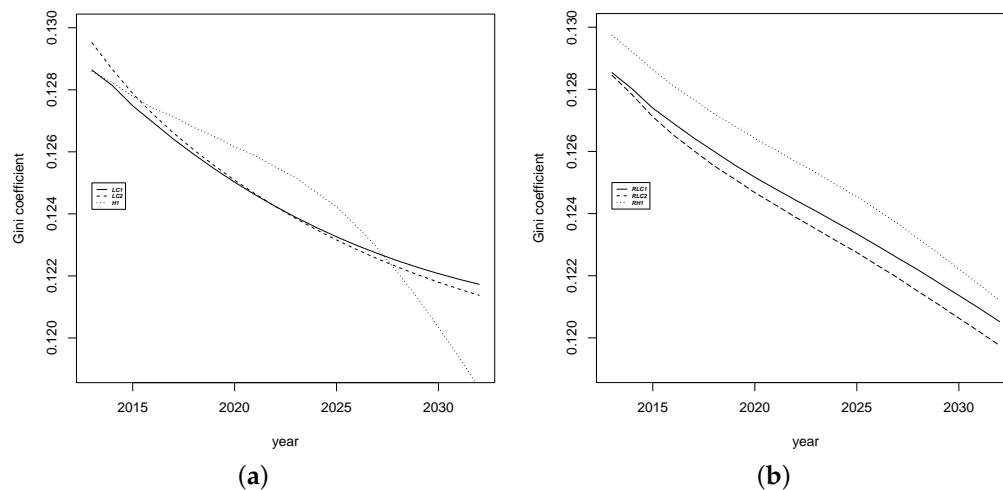 0.130
0.128
0.126
0.124
0.122
0.120
Gini coefficient
LC1
LC2
H1
2015 2020 2025 2030
year
(a)
0.130
0.128
0.126
0.124
0.122
0.120
Gini coefficient
RLC1
RLC2
RH1
2015 2020 2025 2030
year
(b)